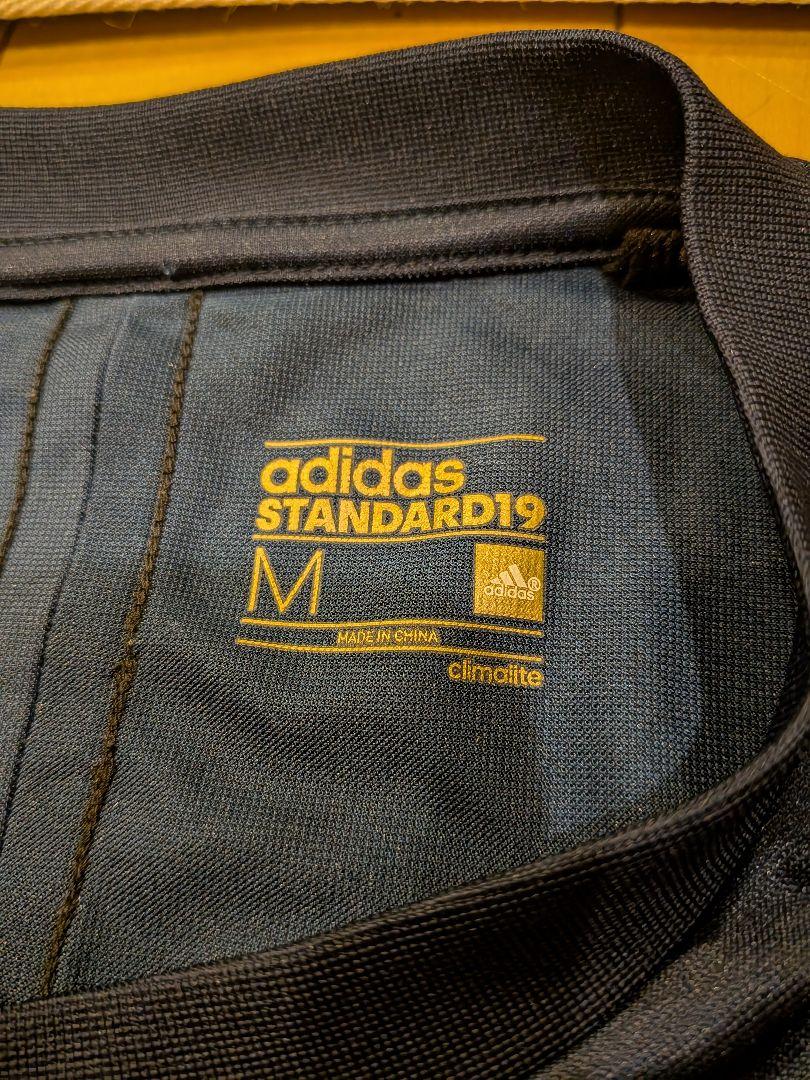 adidas
STANDARD19
M
adidas®
MADE IN CHINA
climalite